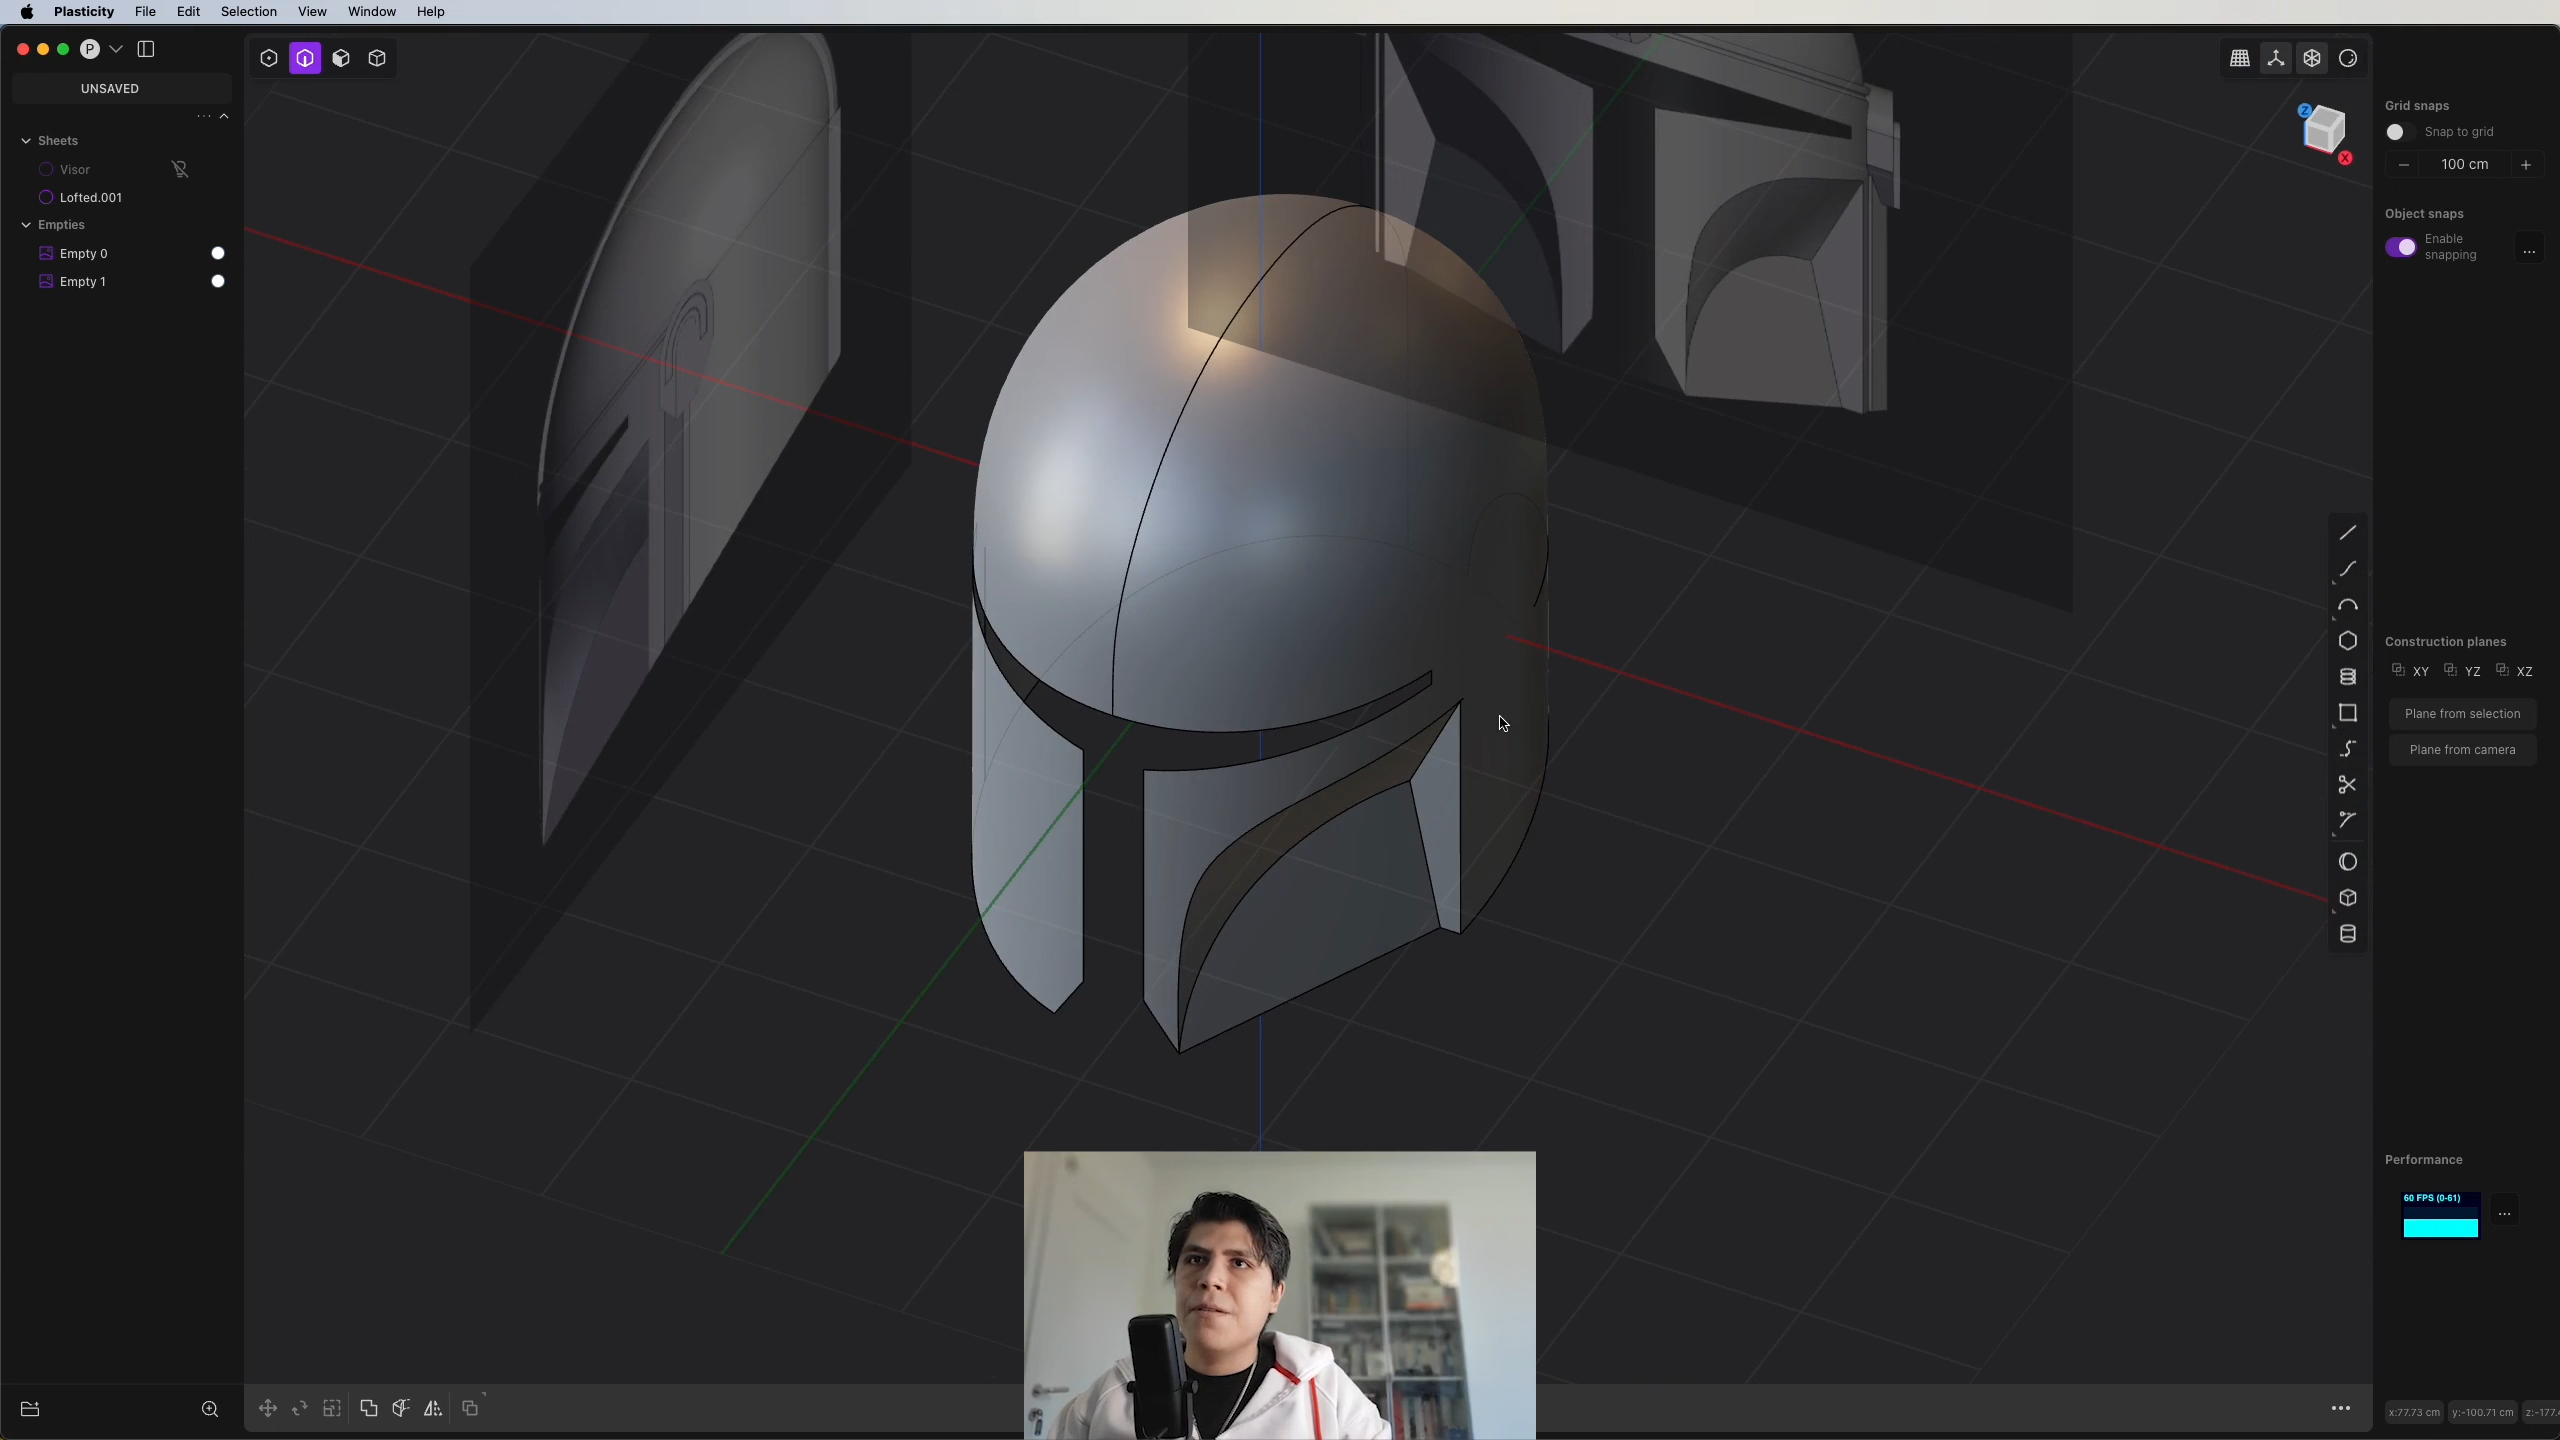 Plasticity File Edit Selection View Window Help
P
UNSAVED
Sheets
Visor
Lofted.001
Empties
Empty 0
Empty 1
Z
X
Grid snaps
Snap to grid
100 cm
Object snaps
Enable
snapping
Construction planes
XY YZ XZ
Plane from selection
Plane from camera
Performance
60 FPS (0-61)
x:77.73 cm y:-100.71 cm z:-177.